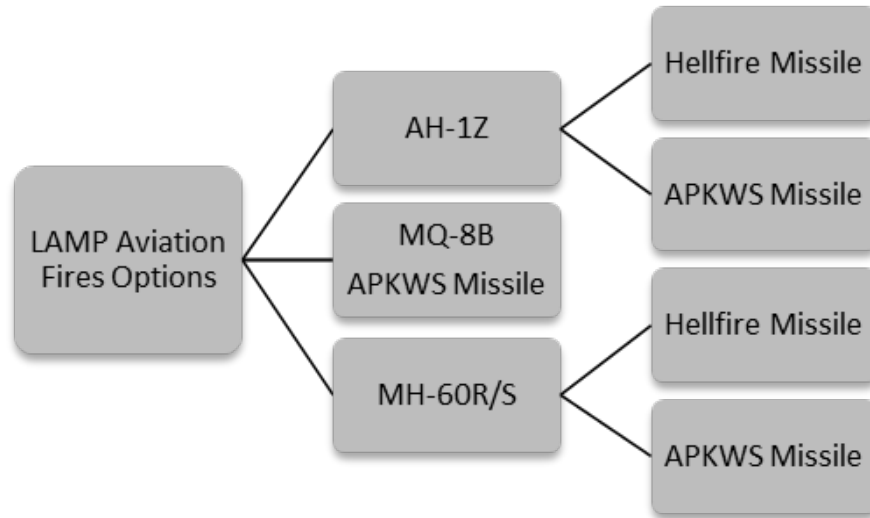 LAMP Aviation
Fires Options
AH-1Z
Hellfire Missile
APKWS Missile
MQ-8B
APKWS Missile
MH-60R/S
Hellfire Missile
APKWS Missile